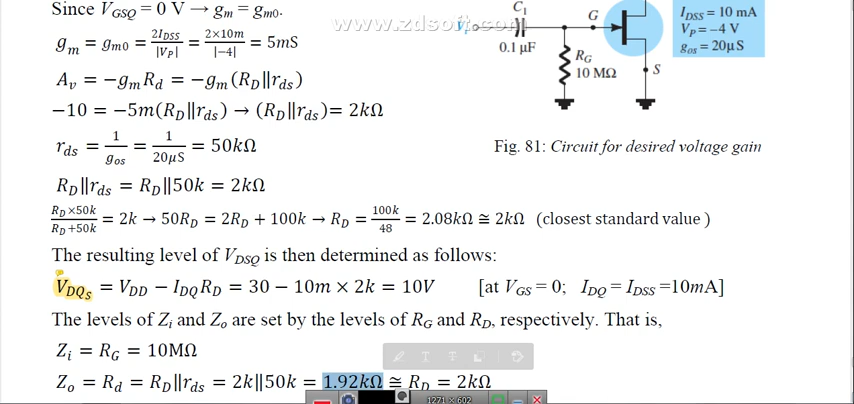 Since V_GSQ = 0 V → g_m = g_m0.
g_m = g_m0 = 2I_DSS / |V_P| = 2×10m / |−4| = 5mS
A_v = −g_m R_d = −g_m (R_D||r_ds)
−10 = −5m(R_D||r_ds) → (R_D||r_ds)= 2kΩ
r_ds = 1 / g_os = 1 / 20μS = 50kΩ
R_D||r_ds = R_D||50k = 2kΩ
R_D×50k / R_D+50k = 2k → 50R_D = 2R_D + 100k → R_D = 100k / 48 = 2.08kΩ ≅ 2kΩ (closest standard value )
The resulting level of V_DSQ is then determined as follows:
V_DQs = V_DD − I_DQ R_D = 30 − 10m × 2k = 10V [at V_GS = 0; I_DQ = I_DSS =10mA]
The levels of Z_i and Z_o are set by the levels of R_G and R_D, respectively. That is,
Z_i = R_G = 10MΩ
Z_o = R_d = R_D||r_ds = 2k||50k = 1.92kΩ ≅ R_D = 2kΩ
www.zdsoft.com
C1
0.1 μF
G
R_G
10 MΩ
S
I_DSS = 10 mA
V_P = −4 V
g_os = 20μS
Fig. 81: Circuit for desired voltage gain
1271 x 602